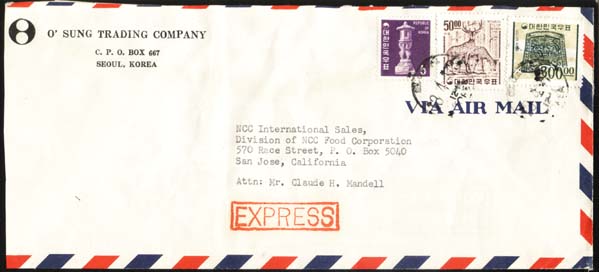 O' SUNG TRADING COMPANY
C. P. O. BOX 667
SEOUL, KOREA
REPUBLIC OF KOREA
대한민국우표
5
50.00
대한민국우표
대한민국우표
300.00
VIA AIR MAIL
NCC International Sales,
Division of NCC Food Corporation
570 Race Street, P. O. Box 5040
San Jose, California
Attn: Mr. Claude H. Mandell
EXPRESS